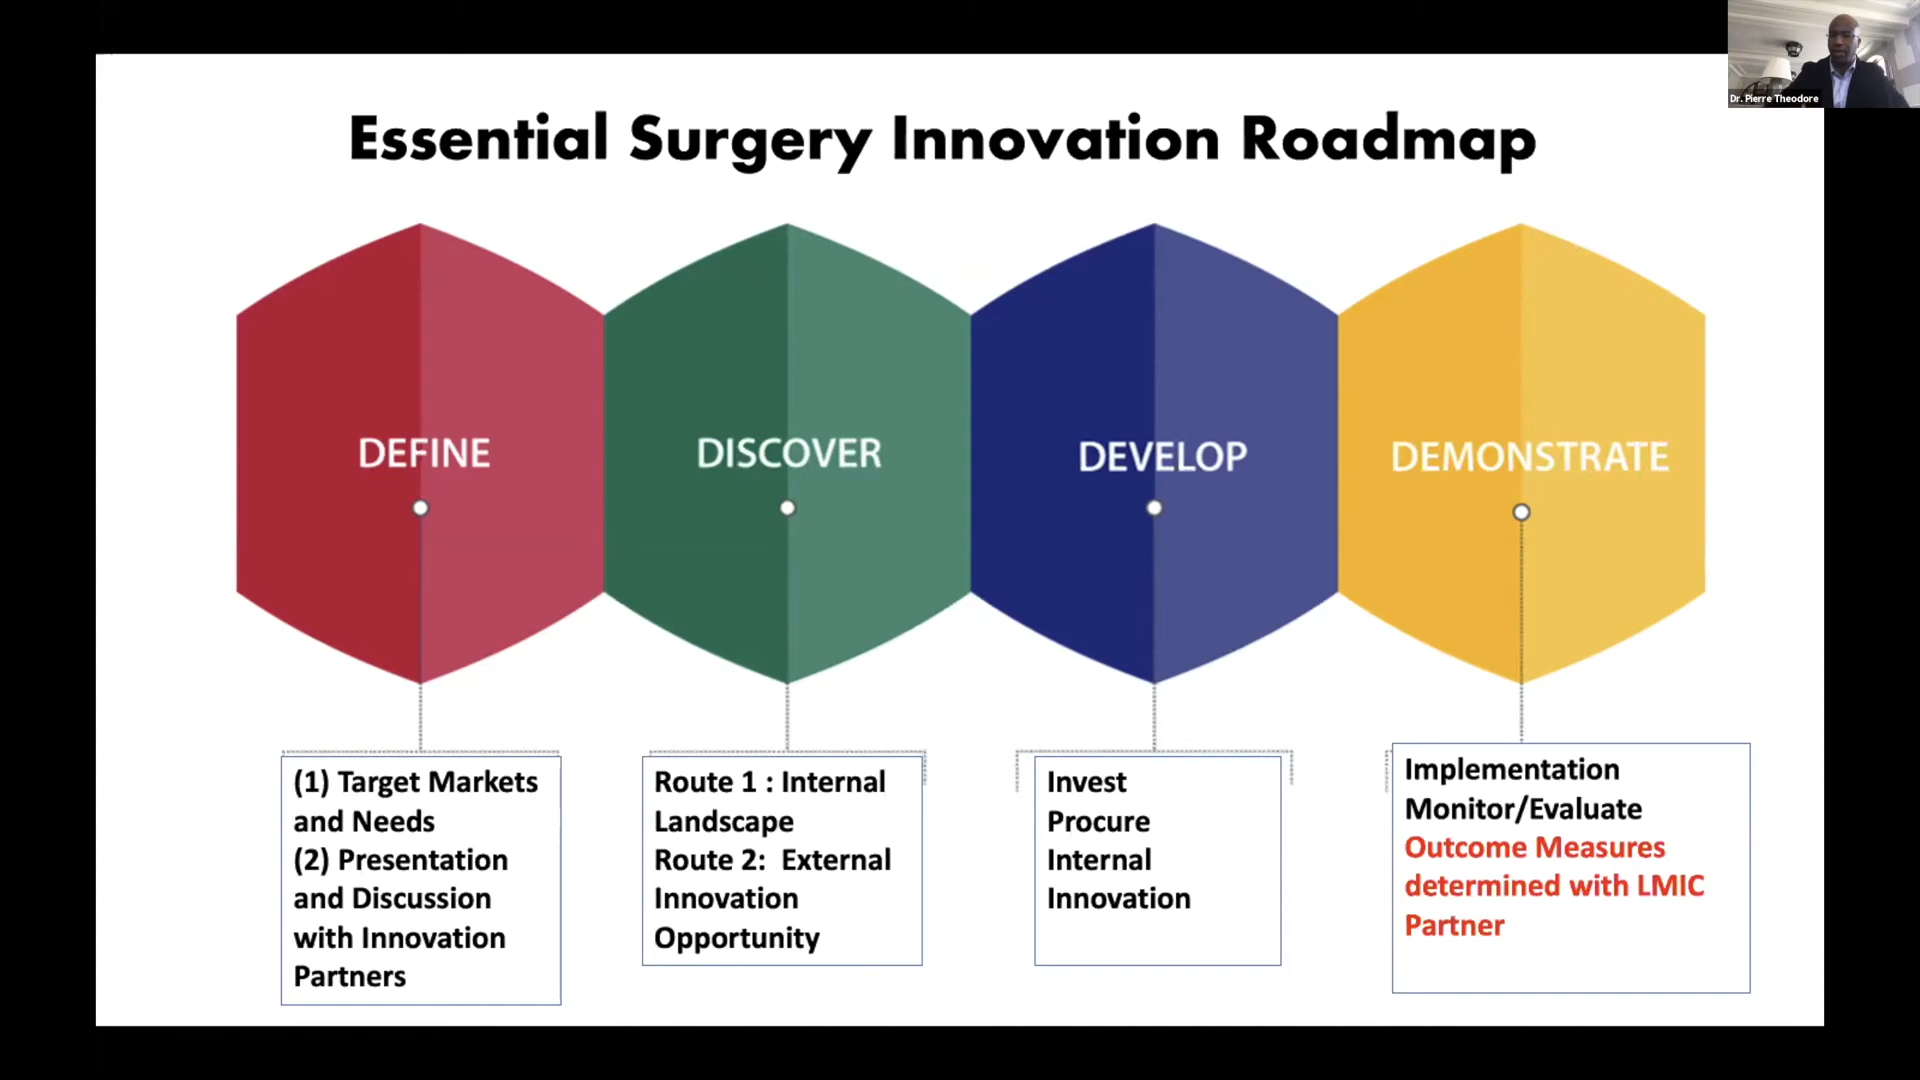 Dr. Pierre Theodore
Essential Surgery Innovation Roadmap
DEFINE
DISCOVER
DEVELOP
DEMONSTRATE
(1) Target Markets
and Needs
(2) Presentation
and Discussion
with Innovation
Partners
Route 1 : Internal
Landscape
Route 2:  External
Innovation
Opportunity
Invest
Procure
Internal
Innovation
Implementation
Monitor/Evaluate
Outcome Measures
determined with LMIC
Partner